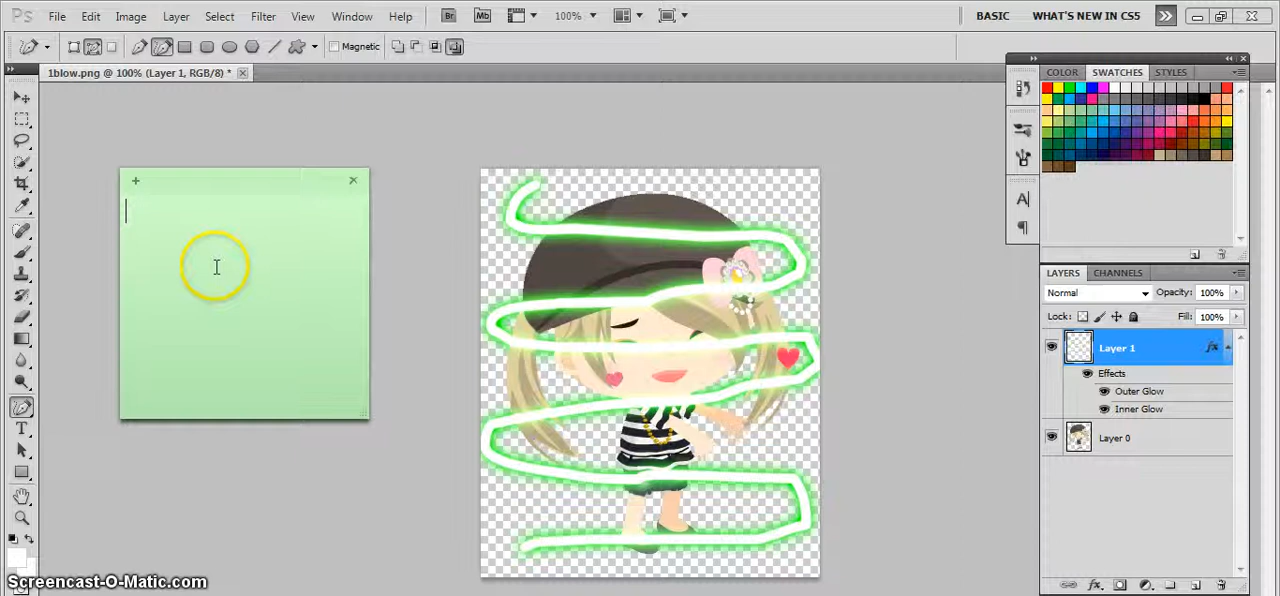 Ps File Edit Image Layer Select Filter View Window Help Br Mb 100% BASIC WHAT'S NEW IN CS5
Magnetic
1blow.png @ 100% (Layer 1, RGB/8) *
COLOR SWATCHES STYLES
LAYERS CHANNELS
Normal Opacity: 100%
Lock: Fill: 100%
Layer 1 fx
Effects
Outer Glow
Inner Glow
Layer 0
Screencast-O-Matic.com